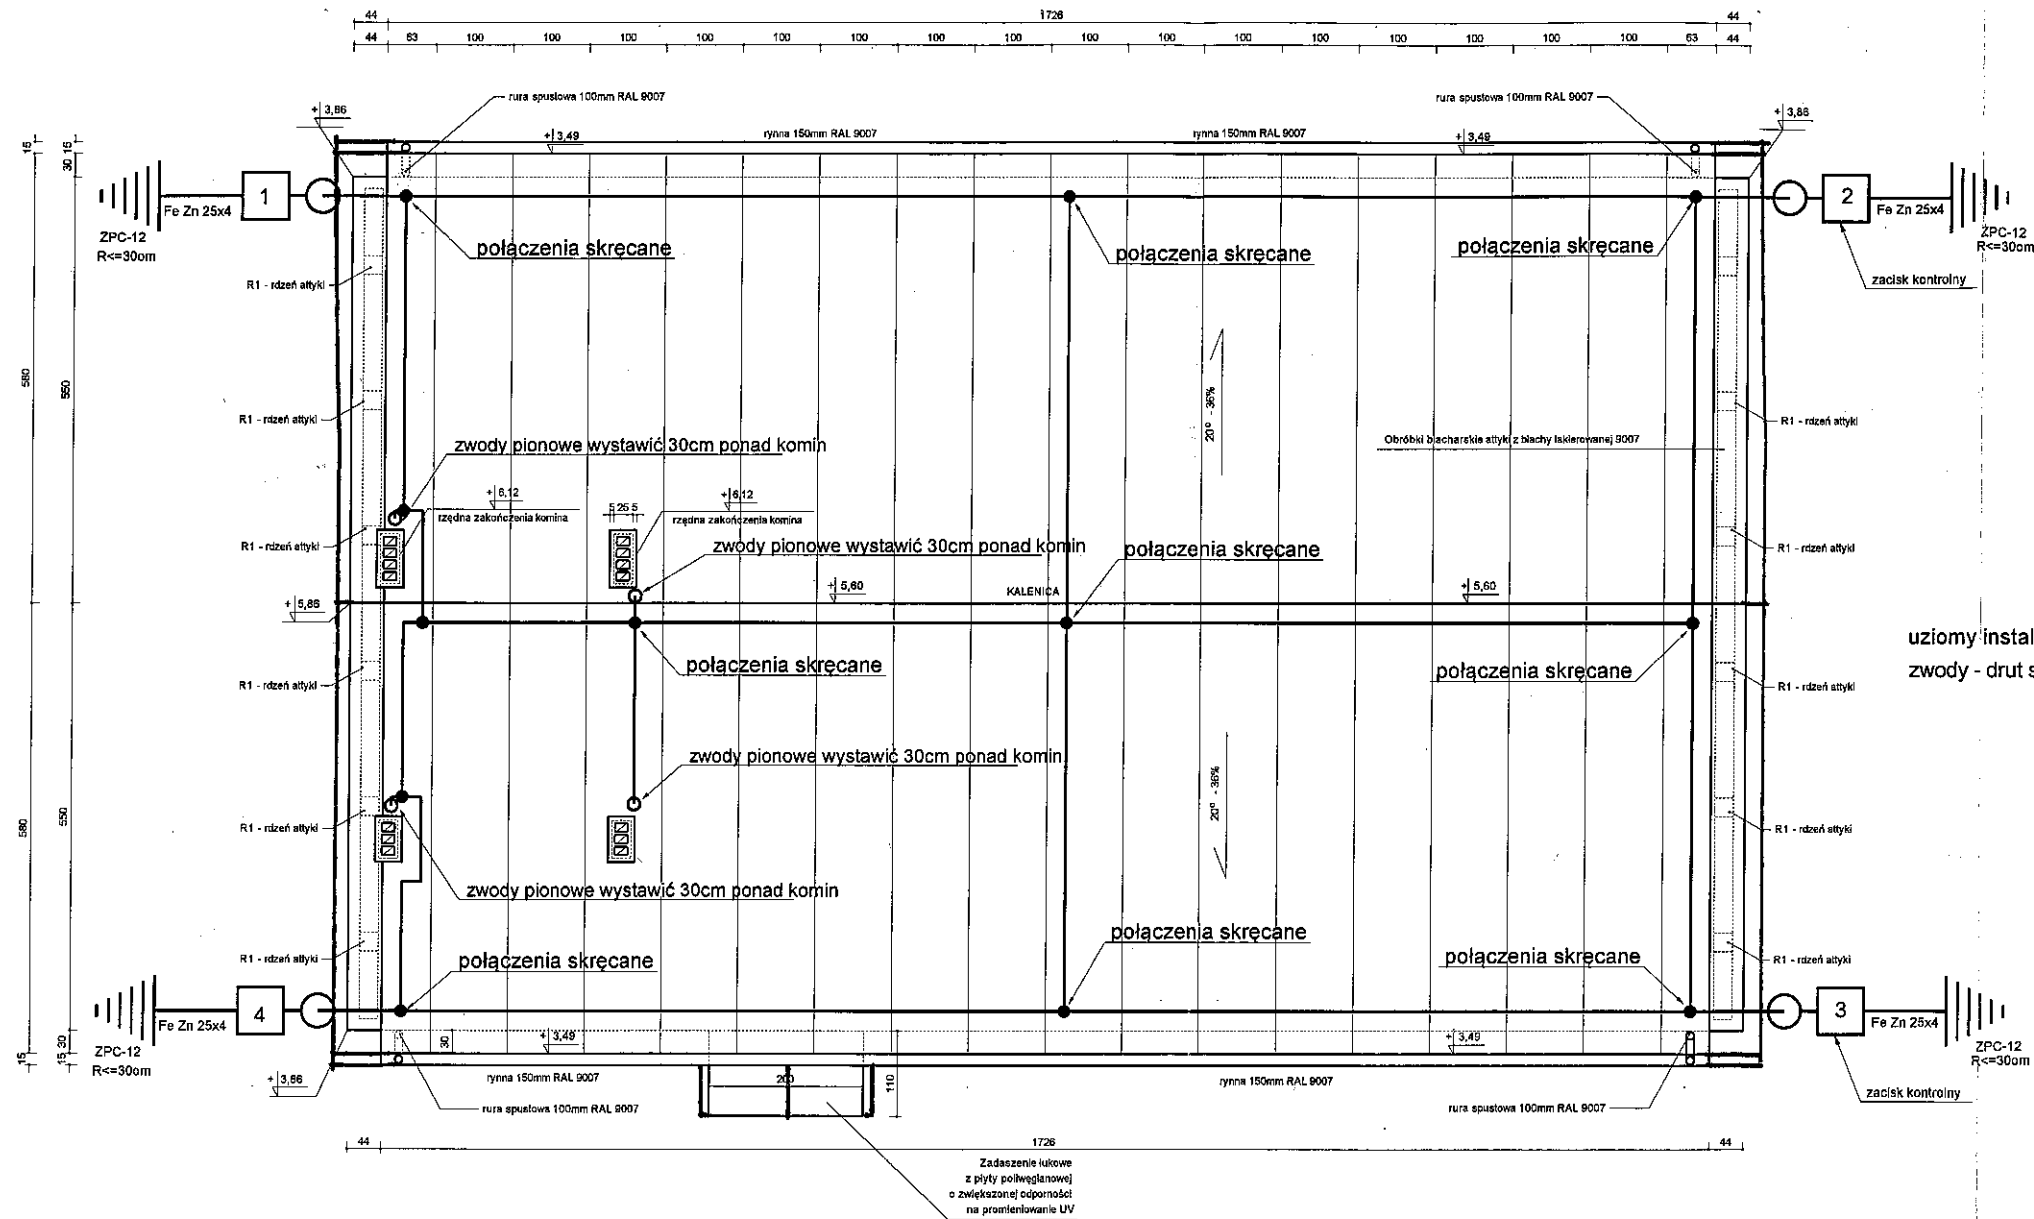 44 1726 44
44 63 100 100 100 100 100 100 100 100 100 100 100 100 100 100 100 100 63 44
rura spustowa 100mm RAL 9007
rura spustowa 100mm RAL 9007
+ 3,86
+ 3,86
+ 3,49
rynna 150mm RAL 9007
rynna 150mm RAL 9007
+ 3,49
15 15
30
1
Fe Zn 25x4
ZPC-12
R<=30om
2
Fe Zn 25x4
ZPC-12
R<=30om
zacisk kontrolny
połączenia skręcane
połączenia skręcane
połączenia skręcane
R1 - rdzeń attyki
580
550
20º - 36%
R1 - rdzeń attyki
R1 - rdzeń attyki
zwody pionowe wystawić 30cm ponad komin
Obróbki blacharskie attyki z blachy lakierowanej 9007
+ 6,12
rzędna zakończenia komina
5 25 5
+ 6,12
rzędna zakończenia komina
R1 - rdzeń attyki
zwody pionowe wystawić 30cm ponad komin
połączenia skręcane
R1 - rdzeń attyki
+ 5,86
+ 5,60
KALENICA
+ 5,60
uziomy instal
zwody - drut s
połączenia skręcane
połączenia skręcane
R1 - rdzeń attyki
R1 - rdzeń attyki
zwody pionowe wystawić 30cm ponad komin
20º - 36%
580
550
R1 - rdzeń attyki
R1 - rdzeń attyki
zwody pionowe wystawić 30cm ponad komin
połączenia skręcane
połączenia skręcane
połączenia skręcane
R1 - rdzeń attyki
R1 - rdzeń attyki
4
Fe Zn 25x4
ZPC-12
R<=30om
3
Fe Zn 25x4
ZPC-12
R<=30om
zacisk kontrolny
15 30
15
30
+ 3,49
+ 3,49
+ 3,86
rynna 150mm RAL 9007
200
110
rynna 150mm RAL 9007
rura spustowa 100mm RAL 9007
rura spustowa 100mm RAL 9007
44 1726 44
Zadaszenie łukowe
z płyty poliwęglanowej
o zwiększonej odporności
na promieniowanie UV